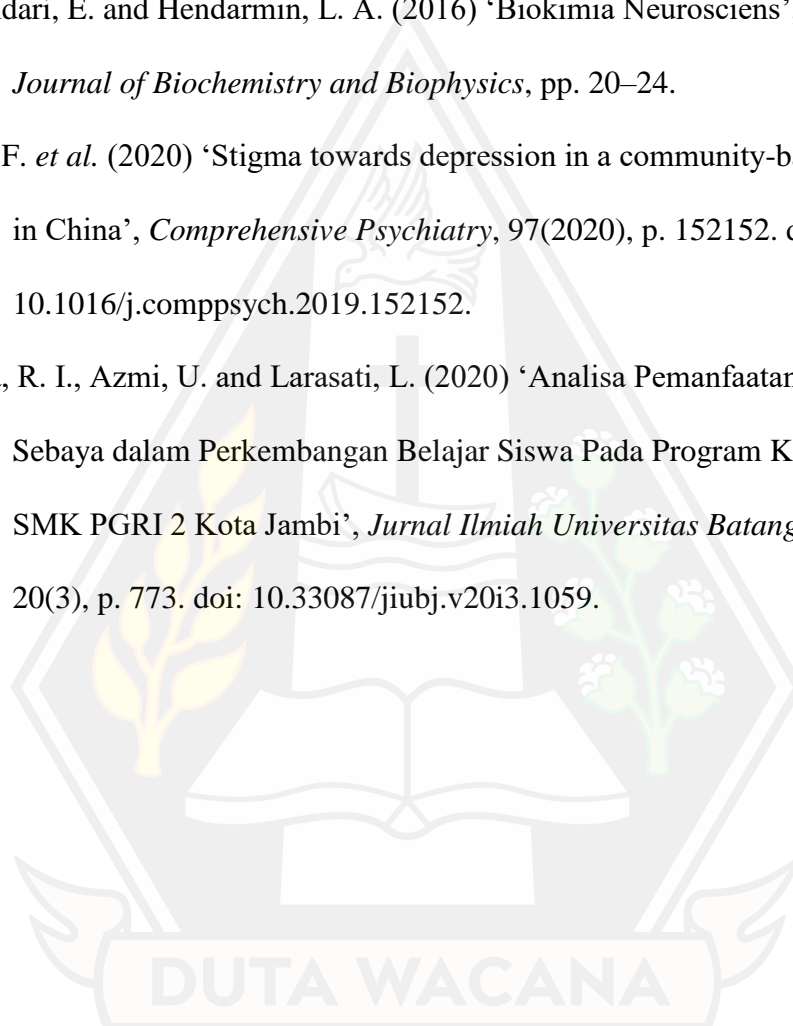 dari, E. and Hendarmin, L. A. (2016) ‘Biokimia Neurosciens’,
Journal of Biochemistry and Biophysics, pp. 20–24.
F. et al. (2020) ‘Stigma towards depression in a community-ba
in China’, Comprehensive Psychiatry, 97(2020), p. 152152. d
10.1016/j.comppsych.2019.152152.
, R. I., Azmi, U. and Larasati, L. (2020) ‘Analisa Pemanfaatan
Sebaya dalam Perkembangan Belajar Siswa Pada Program K
SMK PGRI 2 Kota Jambi’, Jurnal Ilmiah Universitas Batang
20(3), p. 773. doi: 10.33087/jiubj.v20i3.1059.
DUTA WACANA